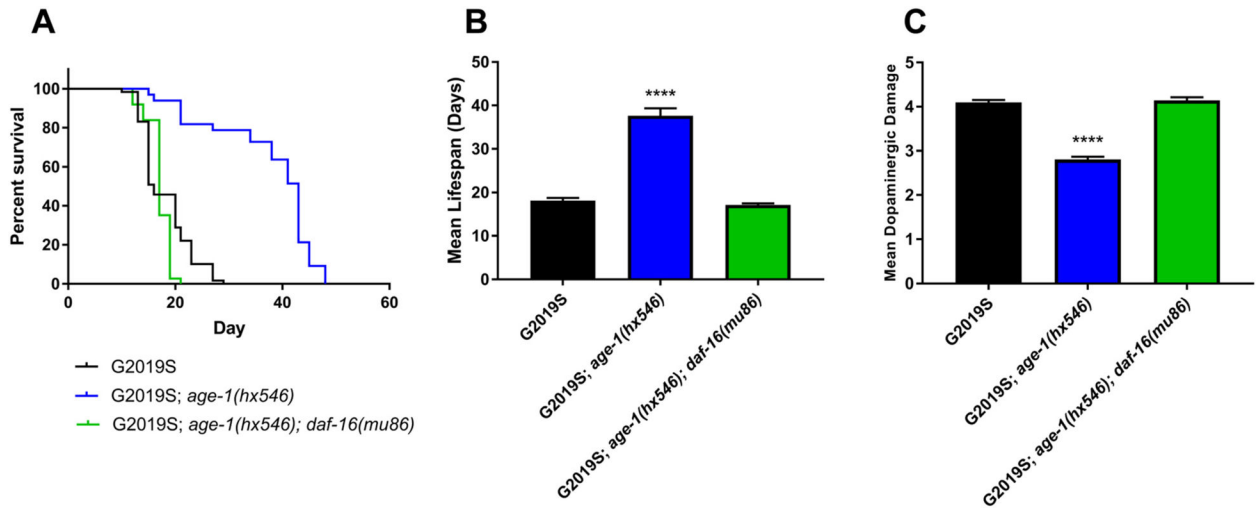 A
Percent survival
100
80
60
40
20
0
0 20 40 60
Day
G2019S
G2019S; age-1(hx546)
G2019S; age-1(hx546); daf-16(mu86)
B
Mean Lifespan (Days)
50
40
30
20
10
0
****
G2019S
G2019S; age-1(hx546)
G2019S; age-1(hx546); daf-16(mu86)
C
Mean Dopaminergic Damage
5
4
3
2
1
0
****
G2019S
G2019S; age-1(hx546)
G2019S; age-1(hx546); daf-16(mu86)